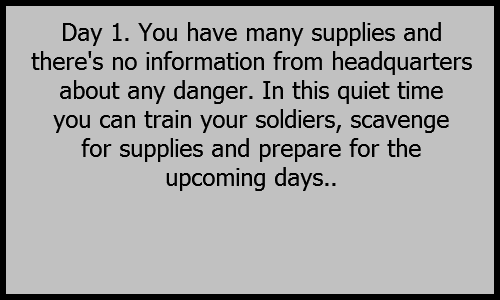 Day 1. You have many supplies and
there's no information from headquarters
about any danger. In this quiet time
you can train your soldiers, scavenge
for supplies and prepare for the
upcoming days..